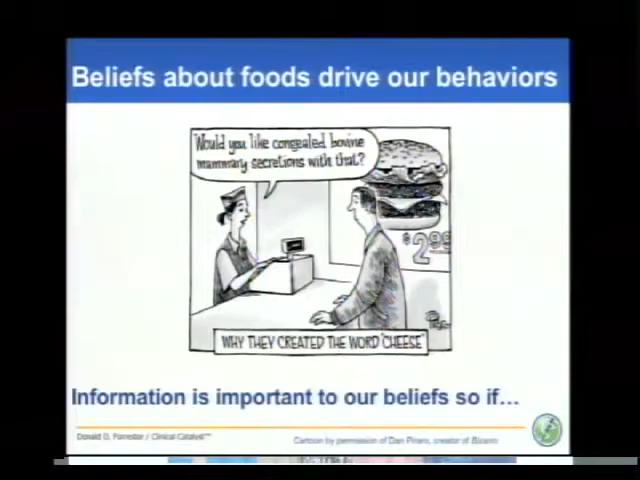 Beliefs about foods drive our behaviors
Would you like congealed bovine
mammary secretions with that?
$2.99
WHY THEY CREATED THE WORD "CHEESE"
Information is important to our beliefs so if…
Donald D. Forrester / Clinical Catalyst™
Cartoon by permission of Dan Piraro, creator of Bizarro